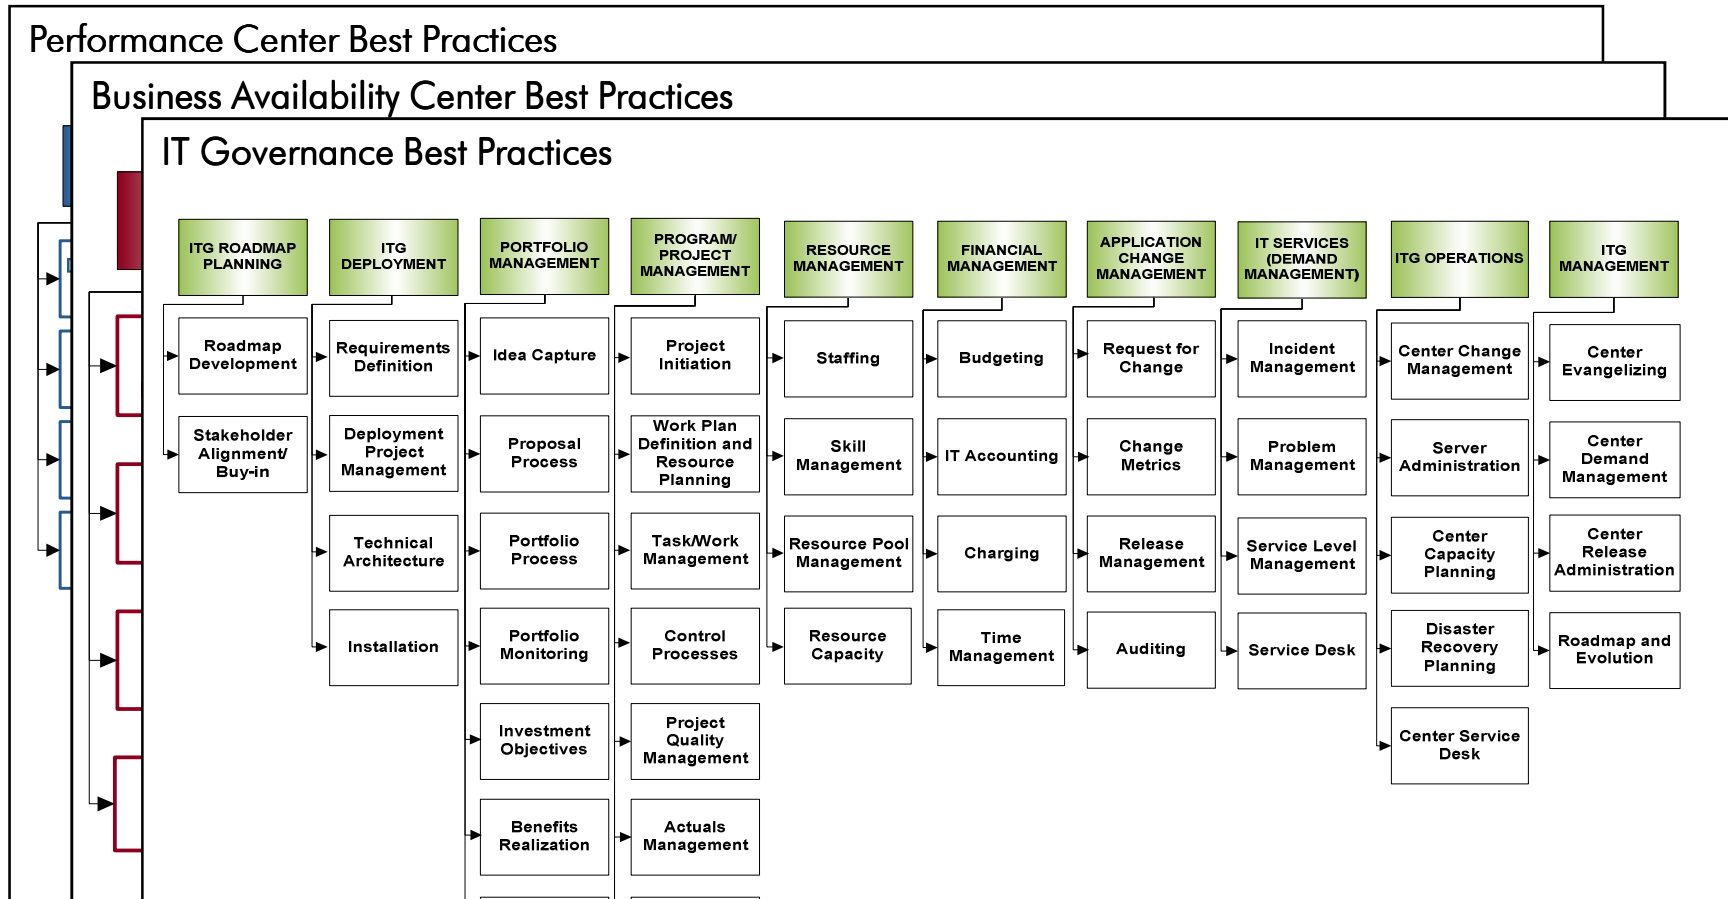 Performance Center Best Practices
Business Availability Center Best Practices
IT Governance Best Practices
ITG ROADMAP
PLANNING
Roadmap
Development
Stakeholder
Alignment/
Buy-in
ITG
DEPLOYMENT
Requirements
Definition
Deployment
Project
Management
Technical
Architecture
Installation
PORTFOLIO
MANAGEMENT
Idea Capture
Proposal
Process
Portfolio
Process
Portfolio
Monitoring
Investment
Objectives
Benefits
Realization
PROGRAM/
PROJECT
MANAGEMENT
Project
Initiation
Work Plan
Definition and
Resource
Planning
Task/Work
Management
Control
Processes
Project
Quality
Management
Actuals
Management
RESOURCE
MANAGEMENT
Staffing
Skill
Management
Resource Pool
Management
Resource
Capacity
FINANCIAL
MANAGEMENT
Budgeting
IT Accounting
Charging
Time
Management
APPLICATION
CHANGE
MANAGEMENT
Request for
Change
Change
Metrics
Release
Management
Auditing
IT SERVICES
(DEMAND
MANAGEMENT)
Incident
Management
Problem
Management
Service Level
Management
Service Desk
ITG OPERATIONS
Center Change
Management
Server
Administration
Center
Capacity
Planning
Disaster
Recovery
Planning
Center Service
Desk
ITG
MANAGEMENT
Center
Evangelizing
Center
Demand
Management
Center
Release
Administration
Roadmap and
Evolution